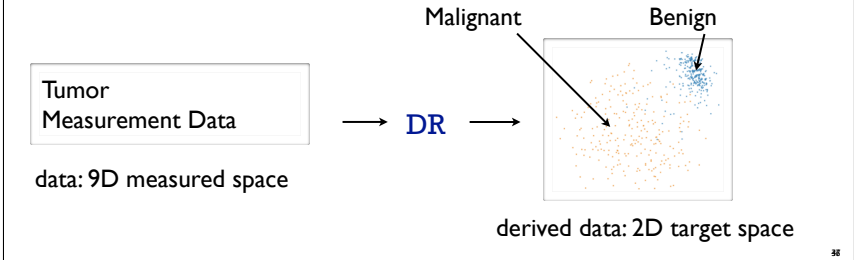 Malignant Benign
Tumor
Measurement Data
DR
data: 9D measured space
derived data: 2D target space